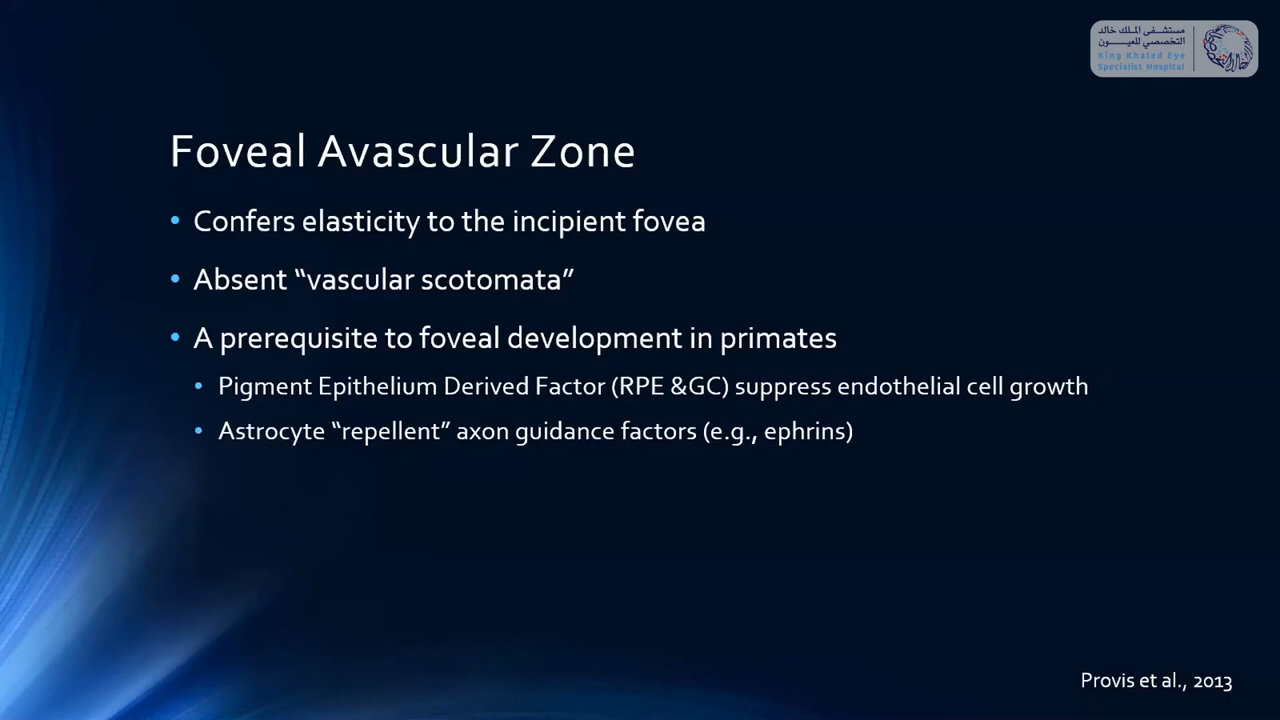 مستشفى الملك خالد
التخصصي للعيون
King Khaled Eye
Specialist Hospital
Foveal Avascular Zone
• Confers elasticity to the incipient fovea
• Absent “vascular scotomata”
• A prerequisite to foveal development in primates
• Pigment Epithelium Derived Factor (RPE &GC) suppress endothelial cell growth
• Astrocyte “repellent” axon guidance factors (e.g., ephrins)
Provis et al., 2013